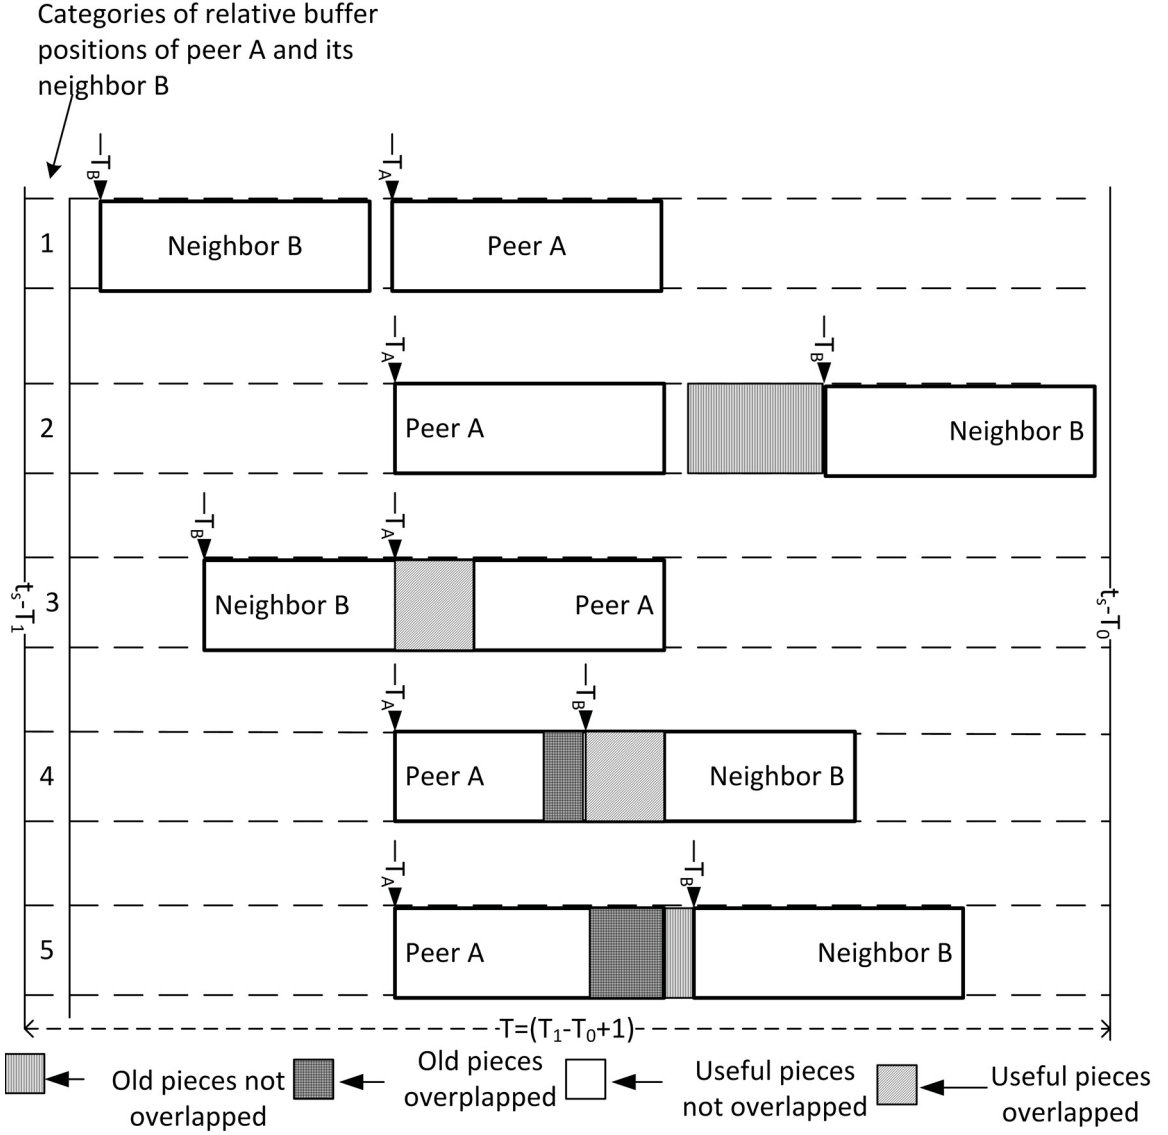 Categories of relative buffer
positions of peer A and its
neighbor B
T_B
T_A
1
Neighbor B
Peer A
T_A
T_B
2
Peer A
Neighbor B
T_B
T_A
3
Neighbor B
Peer A
t_s-T_1
t_s-T_0
T_A
T_B
4
Peer A
Neighbor B
T_A
T_B
5
Peer A
Neighbor B
T=(T_1-T_0+1)
Old pieces not
overlapped
Old pieces
overplapped
Useful pieces
not overlapped
Useful pieces
overlapped